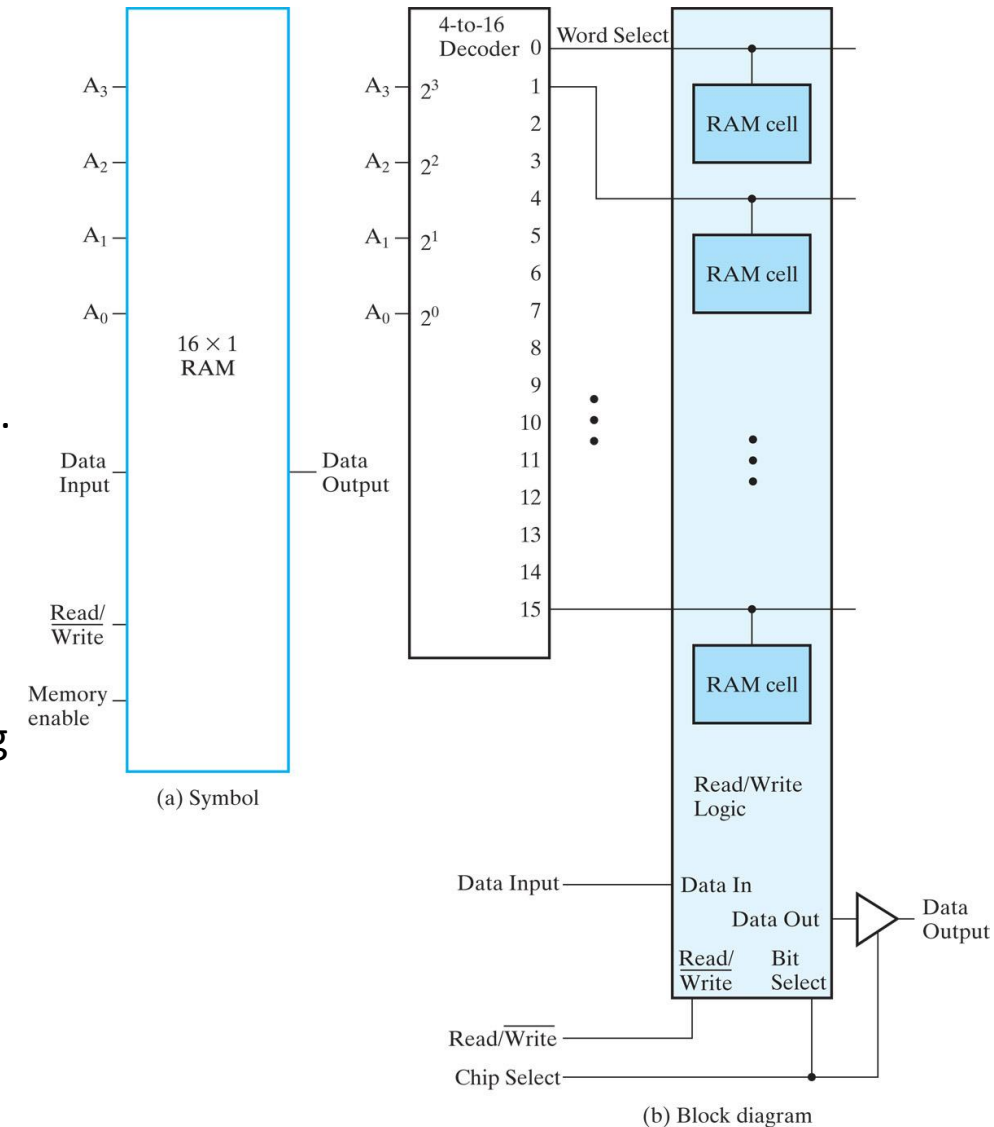 A₃
A₂
A₁
A₀
16 × 1
RAM
Data
Input
Data
Output
Read/
W̅r̅i̅t̅e̅
Memory
enable
(a) Symbol
.
g
4-to-16
Decoder
A₃ 2³
A₂ 2²
A₁ 2¹
A₀ 2⁰
0
1
2
3
4
5
6
7
8
9
10
11
12
13
14
15
Word Select
RAM cell
RAM cell
RAM cell
Read/Write
Logic
Data Input
Data In
Data Out
Data
Output
Read/
W̅r̅i̅t̅e̅
Bit
Select
Read/W̅r̅i̅t̅e̅
Chip Select
(b) Block diagram